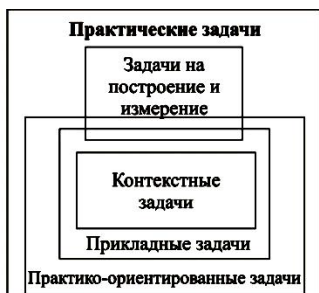 Практические задачи
Задачи на
построение и
измерение
Контекстные
задачи
Прикладные задачи
Практико-ориентированные задачи